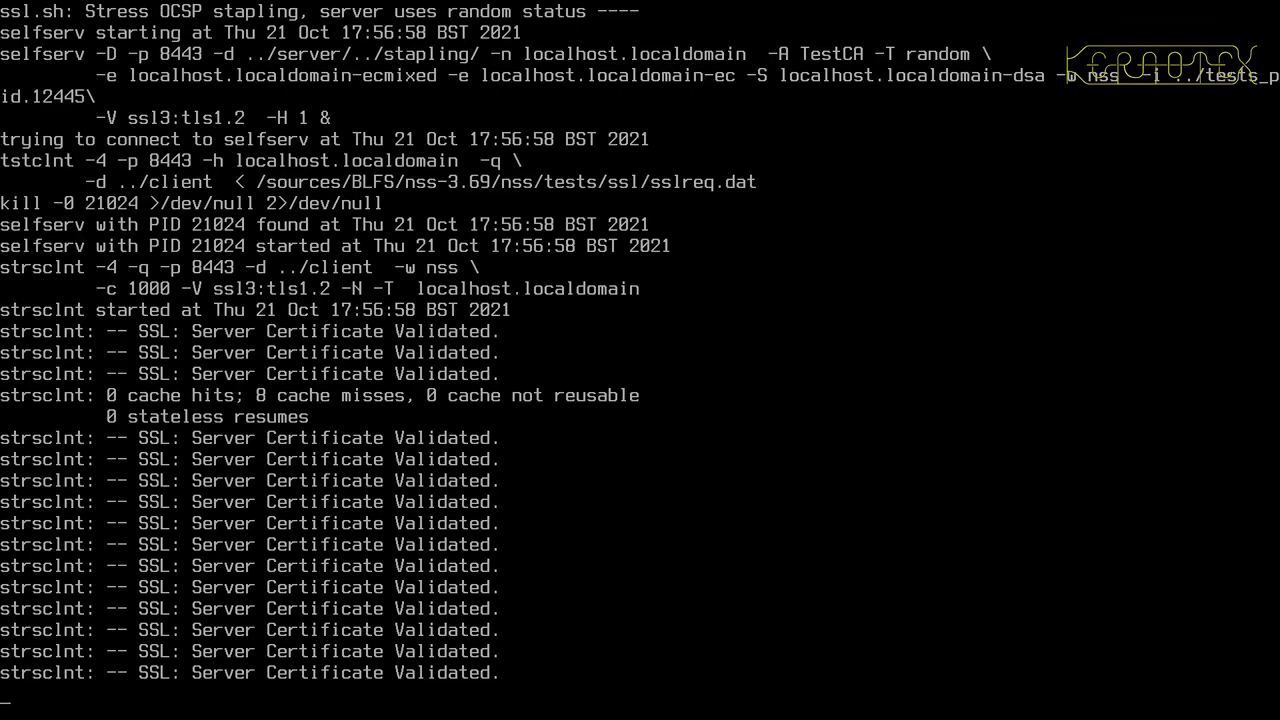 ssl.sh: Stress OCSP stapling, server uses random status ----
selfserv starting at Thu 21 Oct 17:56:58 BST 2021
selfserv -D -p 8443 -d ../server/../stapling/ -n localhost.localdomain  -A TestCA -T random \
         -e localhost.localdomain-ecmixed -e localhost.localdomain-ec -S localhost.localdomain-dsa -w nss  -i ../tests_p
id.12445\
         -V ssl3:tls1.2  -H 1 &
trying to connect to selfserv at Thu 21 Oct 17:56:58 BST 2021
tstclnt -4 -p 8443 -h localhost.localdomain  -q \
        -d ../client  < /sources/BLFS/nss-3.69/nss/tests/ssl/sslreq.dat
kill -0 21024 >/dev/null 2>/dev/null
selfserv with PID 21024 found at Thu 21 Oct 17:56:58 BST 2021
selfserv with PID 21024 started at Thu 21 Oct 17:56:58 BST 2021
strsclnt -4 -q -p 8443 -d ../client  -w nss \
         -c 1000 -V ssl3:tls1.2 -N -T  localhost.localdomain
strsclnt started at Thu 21 Oct 17:56:58 BST 2021
strsclnt: -- SSL: Server Certificate Validated.
strsclnt: -- SSL: Server Certificate Validated.
strsclnt: -- SSL: Server Certificate Validated.
strsclnt: 0 cache hits; 8 cache misses, 0 cache not reusable
          0 stateless resumes
strsclnt: -- SSL: Server Certificate Validated.
strsclnt: -- SSL: Server Certificate Validated.
strsclnt: -- SSL: Server Certificate Validated.
strsclnt: -- SSL: Server Certificate Validated.
strsclnt: -- SSL: Server Certificate Validated.
strsclnt: -- SSL: Server Certificate Validated.
strsclnt: -- SSL: Server Certificate Validated.
strsclnt: -- SSL: Server Certificate Validated.
strsclnt: -- SSL: Server Certificate Validated.
strsclnt: -- SSL: Server Certificate Validated.
strsclnt: -- SSL: Server Certificate Validated.
strsclnt: -- SSL: Server Certificate Validated.